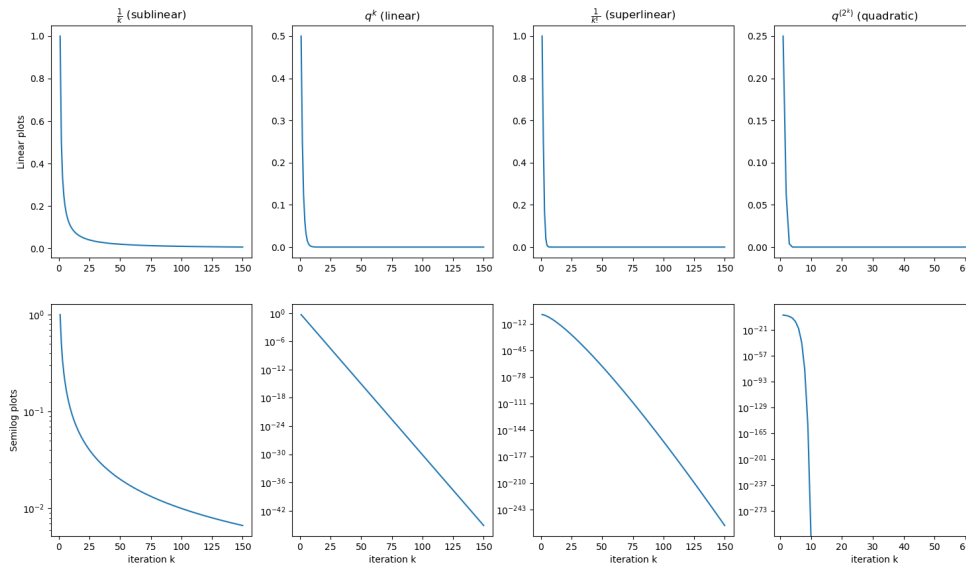 1/k (sublinear)
q^k (linear)
1/k! (superlinear)
q^(2^k) (quadratic)
Linear plots
1.0
0.8
0.6
0.4
0.2
0.0
0 25 50 75 100 125 150
0.5
0.4
0.3
0.2
0.1
0.0
0 25 50 75 100 125 150
1.0
0.8
0.6
0.4
0.2
0.0
0 25 50 75 100 125 150
0.25
0.20
0.15
0.10
0.05
0.00
0 10 20 30 40 50
Semilog plots
10^0
10^−1
10^−2
0 25 50 75 100 125 150
iteration k
10^0
10^−6
10^−12
10^−18
10^−24
10^−30
10^−36
10^−42
0 25 50 75 100 125 150
iteration k
10^−12
10^−45
10^−78
10^−111
10^−144
10^−177
10^−210
10^−243
0 25 50 75 100 125 150
iteration k
10^−21
10^−57
10^−93
10^−129
10^−165
10^−201
10^−237
10^−273
0 10 20 30 40 50
iteration k